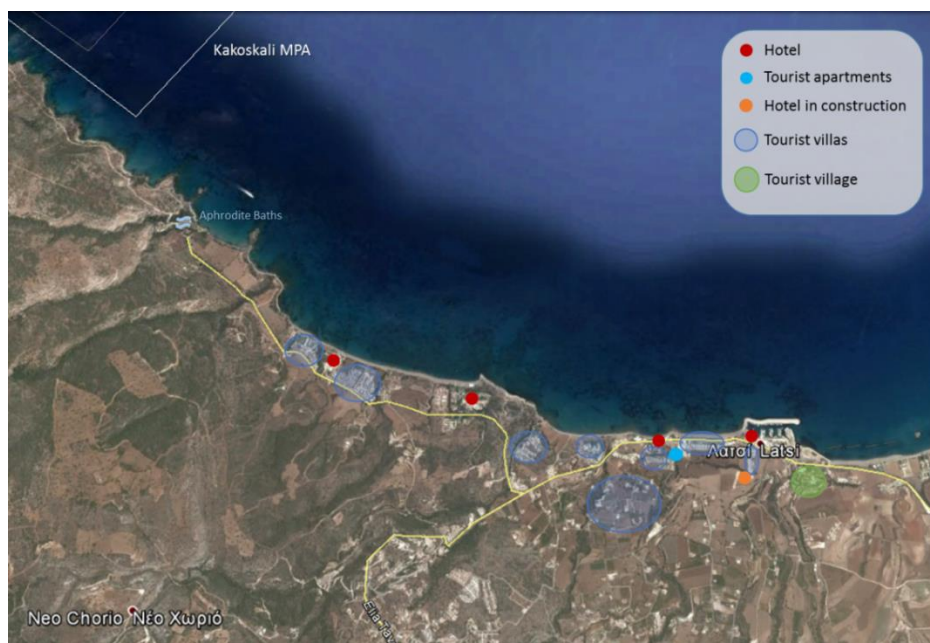 Kakoskali MPA
Hotel
Tourist apartments
Hotel in construction
Tourist villas
Tourist village
Aphrodite Baths
Λατσί Latsi
Neo Chorio Νέο Χωριό